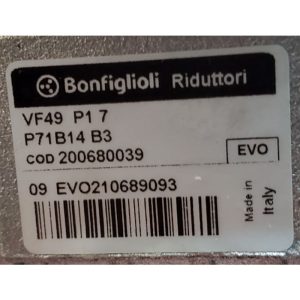 Bonfiglioli Riduttori
VF49 P1 7
P71B14 B3
COD 200680039
EVO
09 EVO210689093
Made in
Italy